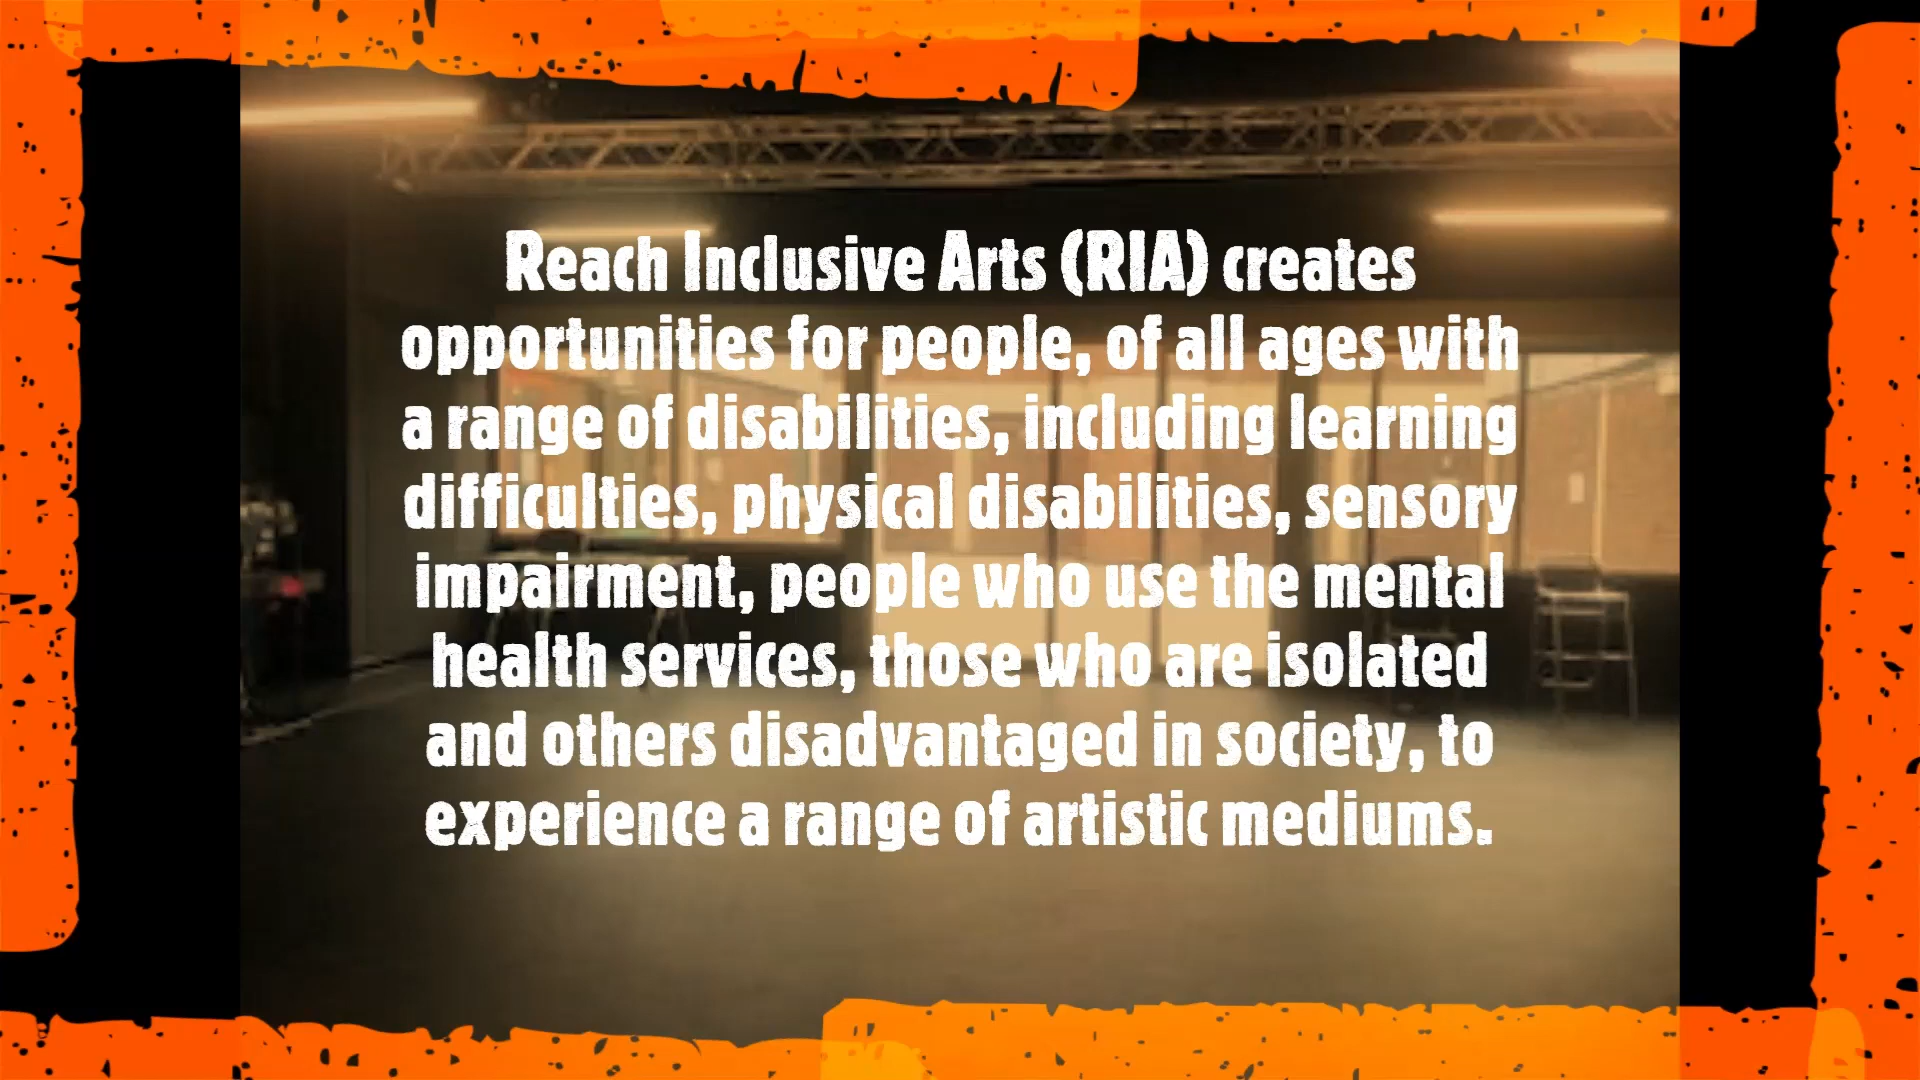 Reach Inclusive Arts (RIA) creates
opportunities for people, of all ages with
a range of disabilities, including learning
difficulties, physical disabilities, sensory
impairment, people who use the mental
health services, those who are isolated
and others disadvantaged in society, to
experience a range of artistic mediums.